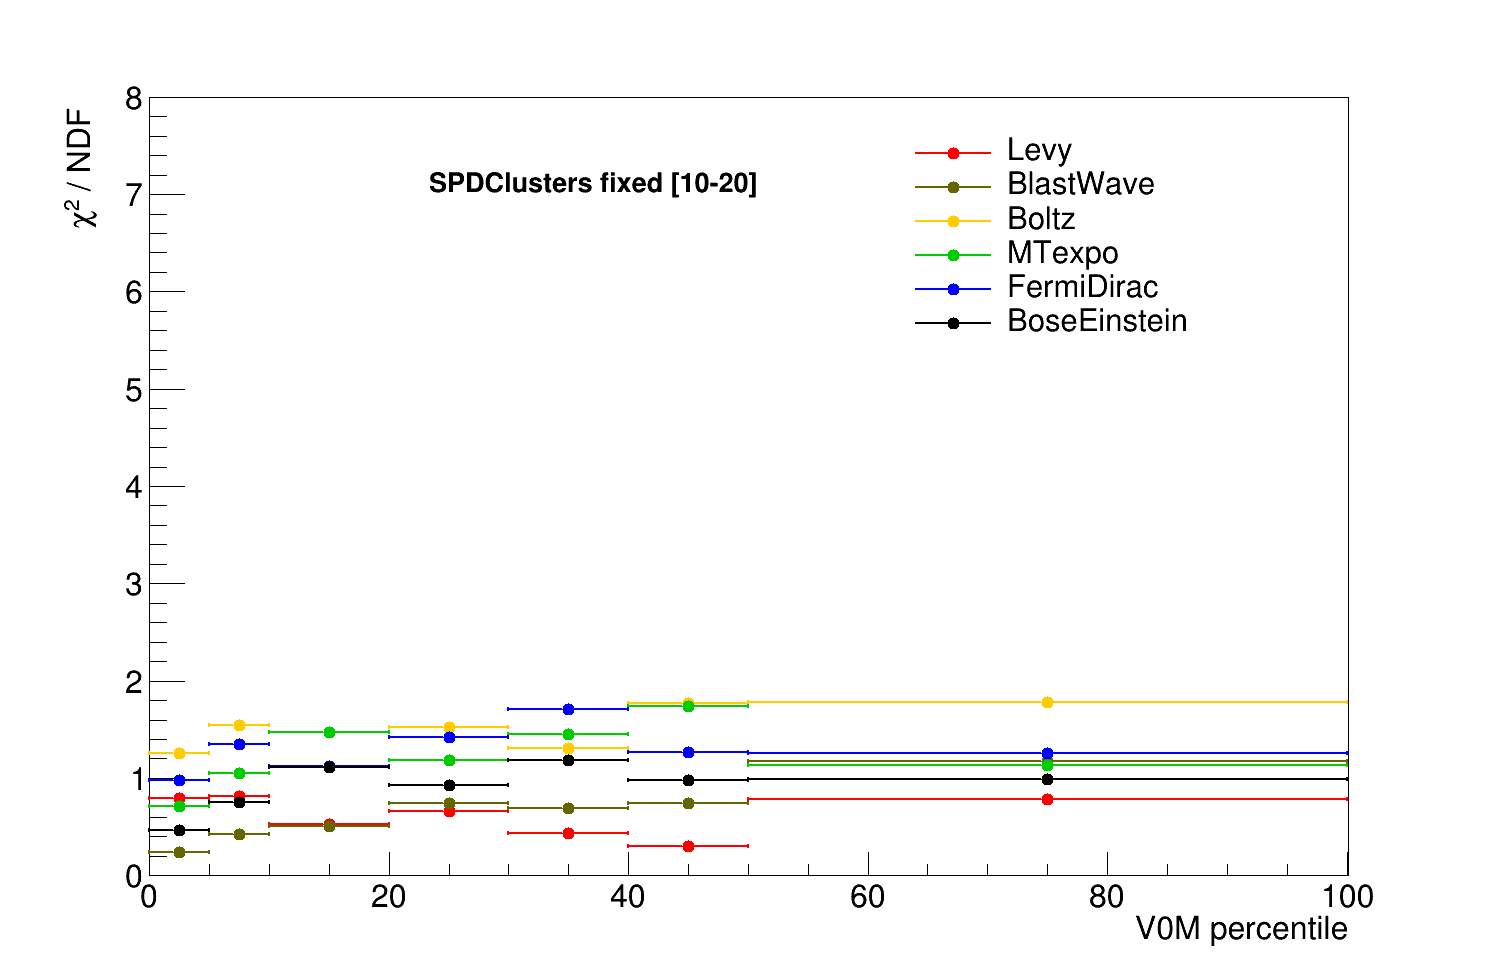 χ² / NDF
8
7
6
5
4
3
2
1
0
SPDClusters fixed [10-20]
Levy
BlastWave
Boltz
MTexpo
FermiDirac
BoseEinstein
0 20 40 60 80 100
V0M percentile